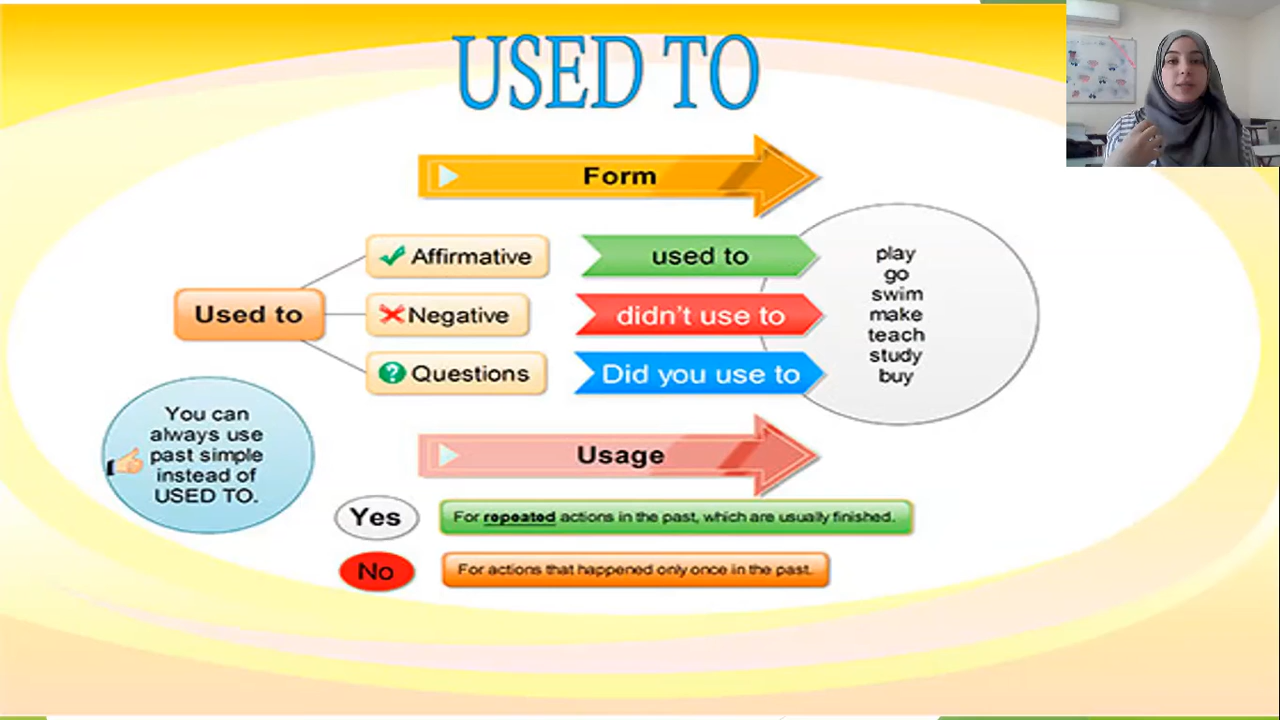 USED TO
Form
Affirmative
used to
Used to
Negative
didn't use to
Questions
Did you use to
play
go
swim
make
teach
study
buy
You can
always use
past simple
instead of
USED TO.
Usage
Yes
For repeated actions in the past, which are usually finished.
No
For actions that happened only once in the past.